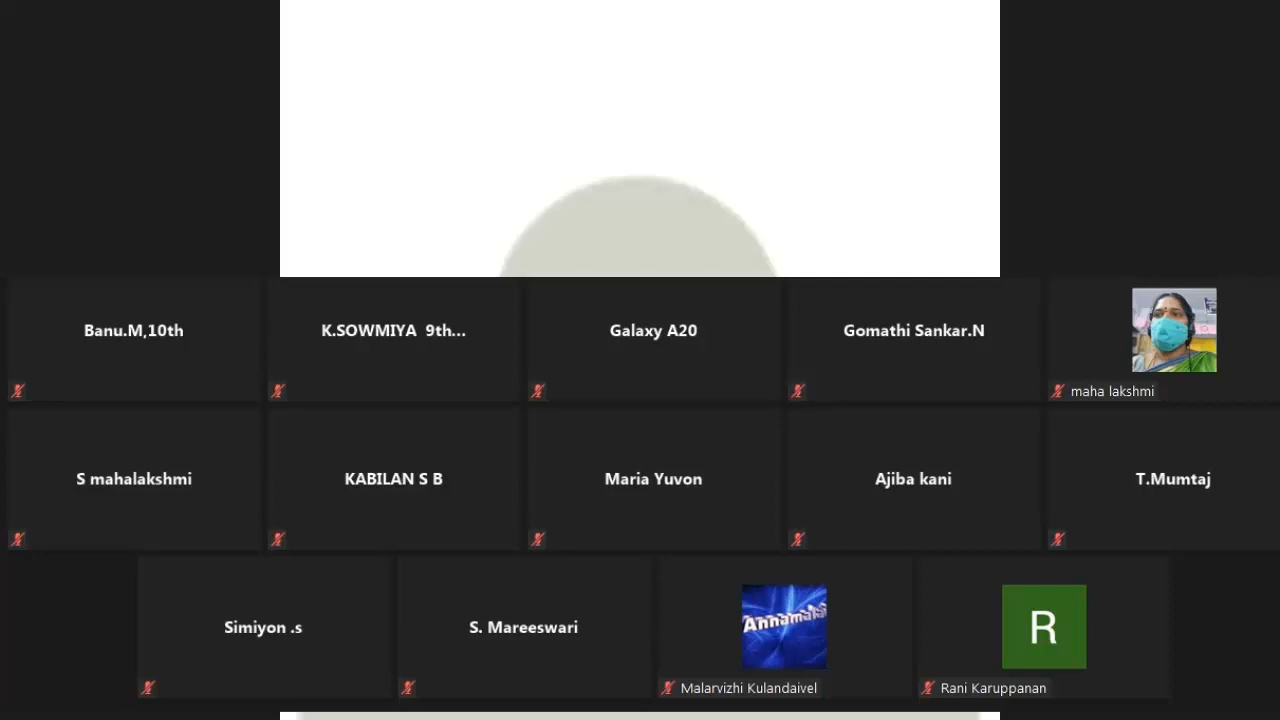 Banu.M,10th
K.SOWMIYA 9th...
Galaxy A20
Gomathi Sankar.N
maha lakshmi
S mahalakshmi
KABILAN S B
Maria Yuvon
Ajiba kani
T.Mumtaj
Simiyon .s
S. Mareeswari
Annamalai
Malarvizhi Kulandaivel
R
Rani Karuppanan